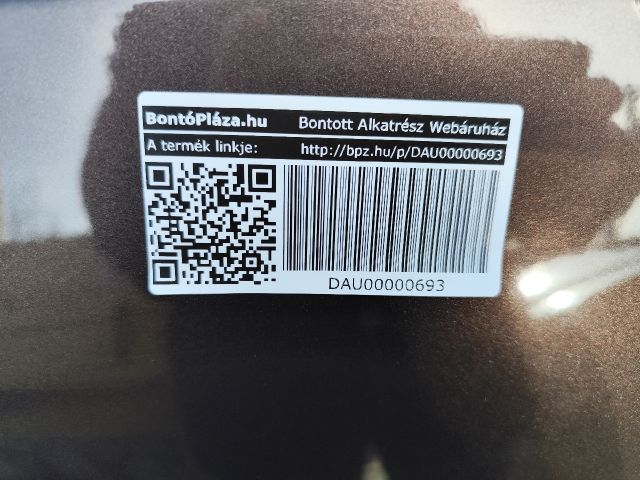 BontóPláza.hu Bontott Alkatrész Webáruház
A termék linkje: http://bpz.hu/p/DAU00000693
DAU00000693